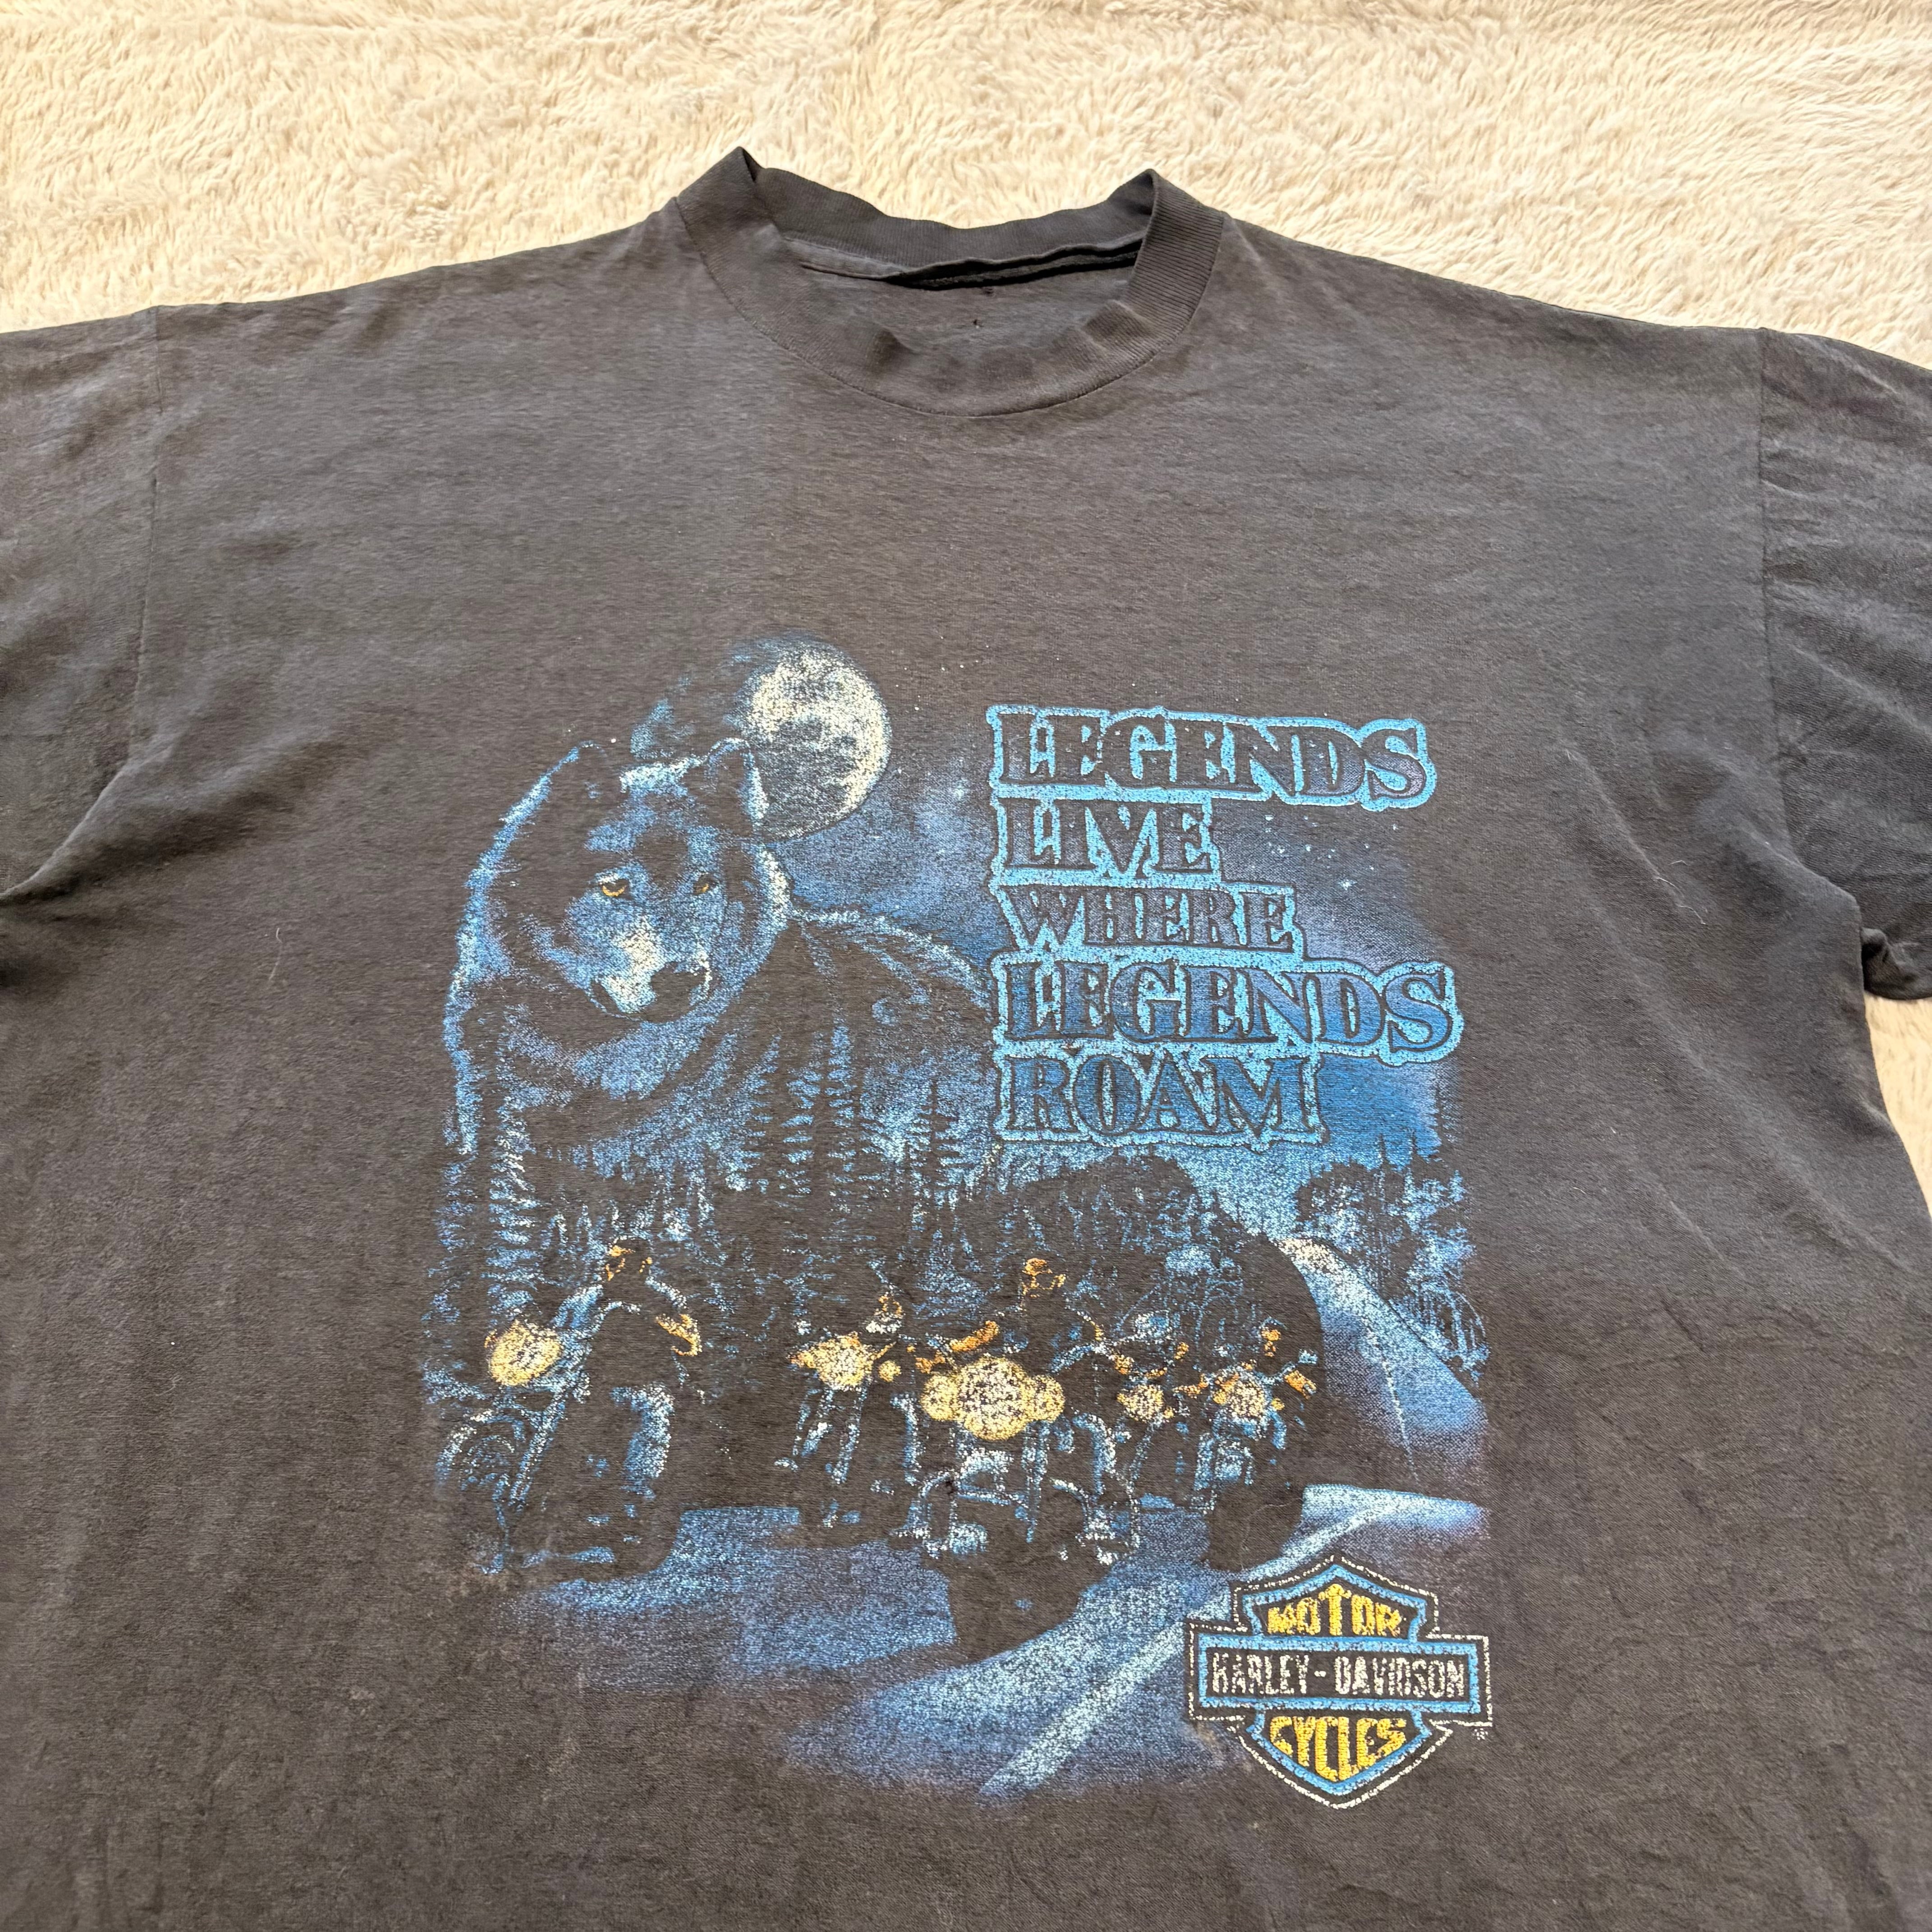 LEGENDS
LIVE
WHERE
LEGENDS
ROAM
MOTOR
HARLEY-DAVIDSON
CYCLES
®